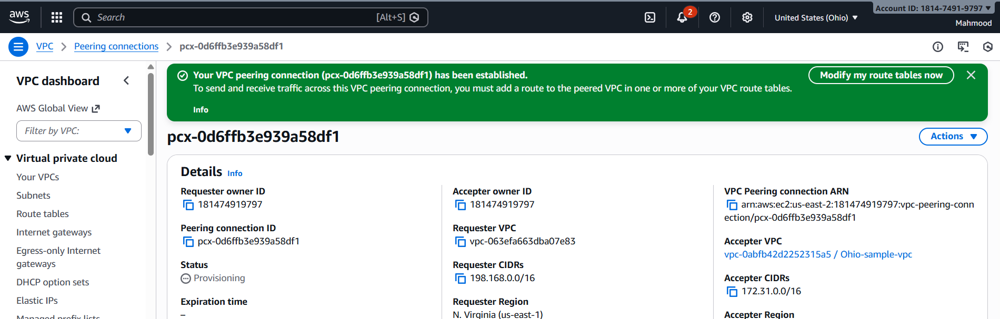 aws
Search
[Alt+S]
2
United States (Ohio)
Account ID: 1814-7491-9797
Mahmood
VPC
Peering connections
pcx-0d6ffb3e939a58df1
VPC dashboard
AWS Global View
Filter by VPC:
Virtual private cloud
Your VPCs
Subnets
Route tables
Internet gateways
Egress-only Internet
gateways
DHCP option sets
Elastic IPs
Managed prefix lists
Your VPC peering connection (pcx-0d6ffb3e939a58df1) has been established.
To send and receive traffic across this VPC peering connection, you must add a route to the peered VPC in one or more of your VPC route tables.
Info
Modify my route tables now
pcx-0d6ffb3e939a58df1
Actions
Details Info
Requester owner ID
181474919797
Peering connection ID
pcx-0d6ffb3e939a58df1
Status
Provisioning
Expiration time
–
Accepter owner ID
181474919797
Requester VPC
vpc-063efa663dba07e83
Requester CIDRs
198.168.0.0/16
Requester Region
N. Virginia (us-east-1)
VPC Peering connection ARN
arn:aws:ec2:us-east-2:181474919797:vpc-peering-conn
ection/pcx-0d6ffb3e939a58df1
Accepter VPC
vpc-0abfb42d2252315a5 / Ohio-sample-vpc
Accepter CIDRs
172.31.0.0/16
Accepter Region